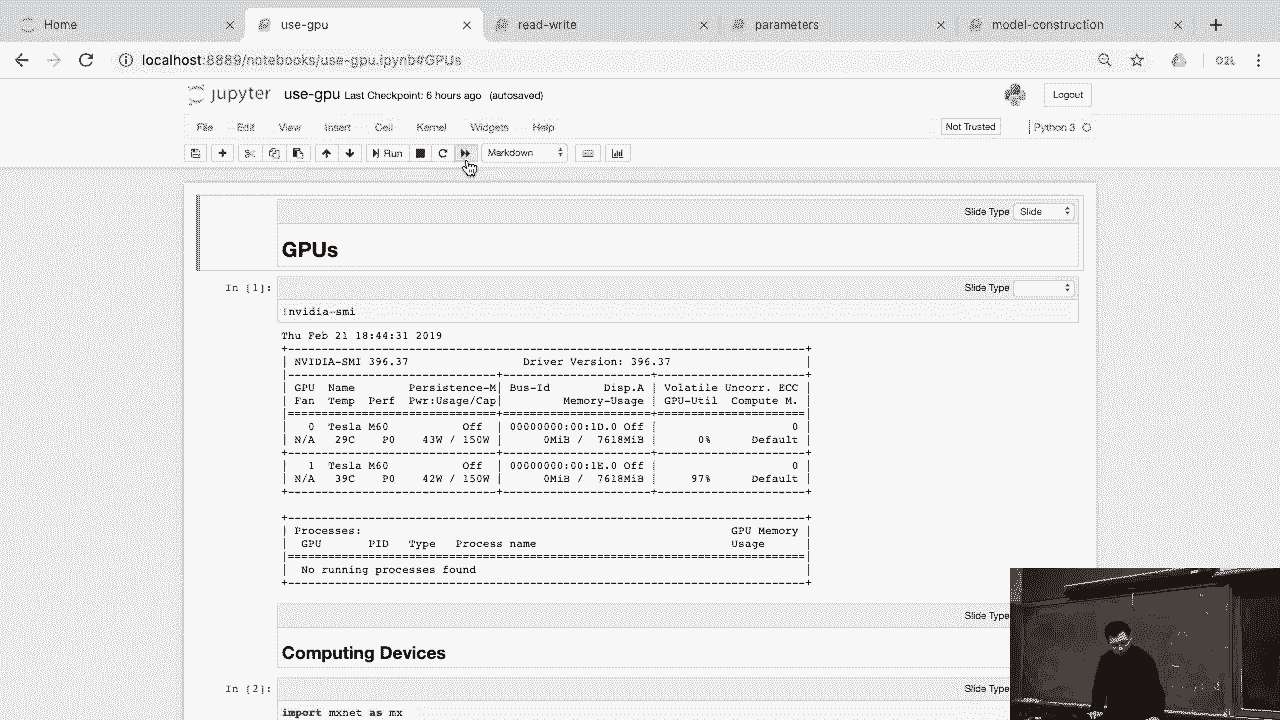 Home
use-gpu
read-write
parameters
model-construction
localhost:8889/notebooks/use-gpu.ipynb#GPUs
jupyter use-gpu Last Checkpoint: 6 hours ago (autosaved)
Logout
File Edit View Insert Cell Kernel Widgets Help
Not Trusted
Python 3
Run
Markdown
Slide Type Slide
GPUs
In [1]:
Slide Type
!nvidia-smi
Thu Feb 21 18:44:31 2019
+-----------------------------------------------------------------------------+
| NVIDIA-SMI 396.37                 Driver Version: 396.37                    |
|-------------------------------+----------------------+----------------------+
| GPU  Name        Persistence-M| Bus-Id        Disp.A | Volatile Uncorr. ECC |
| Fan  Temp  Perf  Pwr:Usage/Cap|         Memory-Usage | GPU-Util  Compute M. |
|===============================+======================+======================|
|   0  Tesla M60           Off  | 00000000:00:1D.0 Off |                    0 |
| N/A   29C    P0    43W / 150W |      0MiB /  7618MiB |      0%      Default |
+-------------------------------+----------------------+----------------------+
|   1  Tesla M60           Off  | 00000000:00:1E.0 Off |                    0 |
| N/A   39C    P0    42W / 150W |      0MiB /  7618MiB |     97%      Default |
+-------------------------------+----------------------+----------------------+
+-----------------------------------------------------------------------------+
| Processes:                                                       GPU Memory |
|  GPU       PID   Type   Process name                             Usage      |
|=============================================================================|
|  No running processes found                                                 |
+-----------------------------------------------------------------------------+
Slide Type
Computing Devices
In [2]:
Slide Type
import mxnet as mx